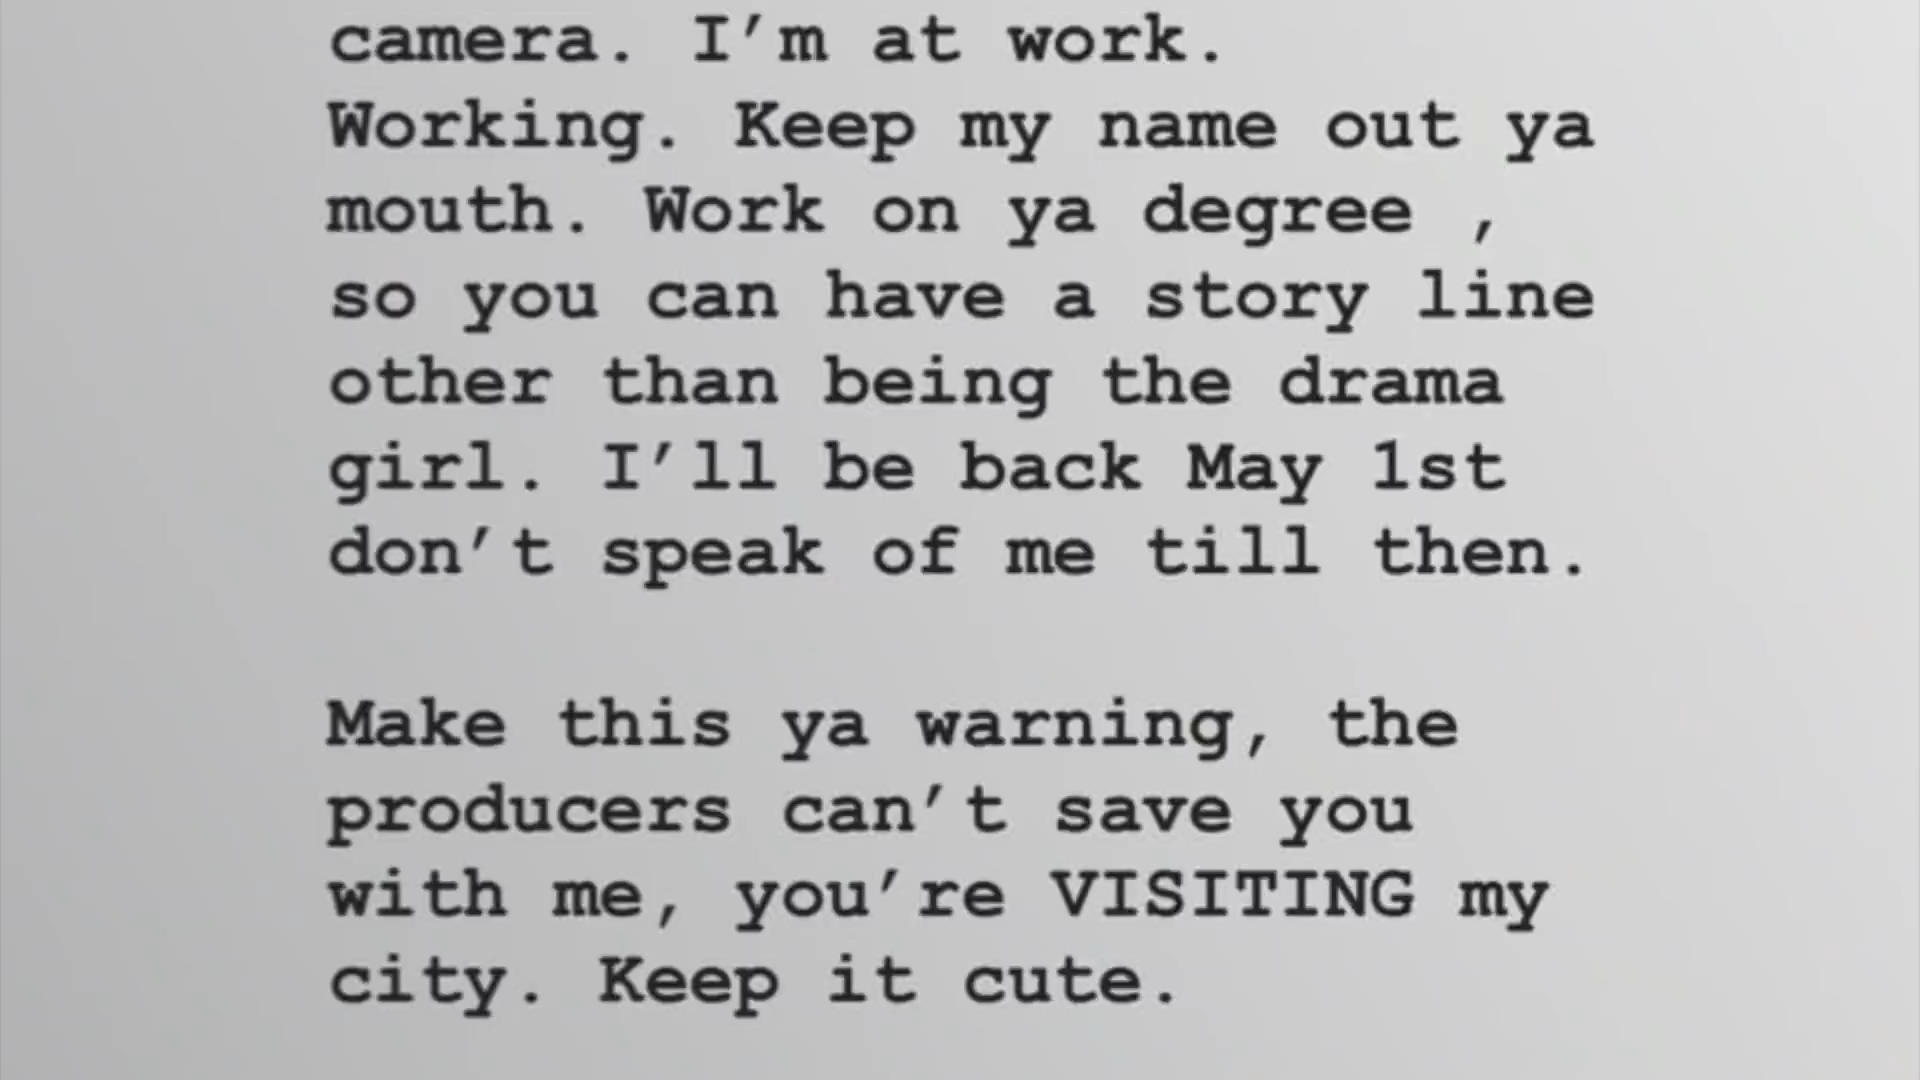 camera. I'm at work.
Working. Keep my name out ya
mouth. Work on ya degree ,
so you can have a story line
other than being the drama
girl. I'll be back May 1st
don't speak of me till then.
Make this ya warning, the
producers can't save you
with me, you're VISITING my
city. Keep it cute.